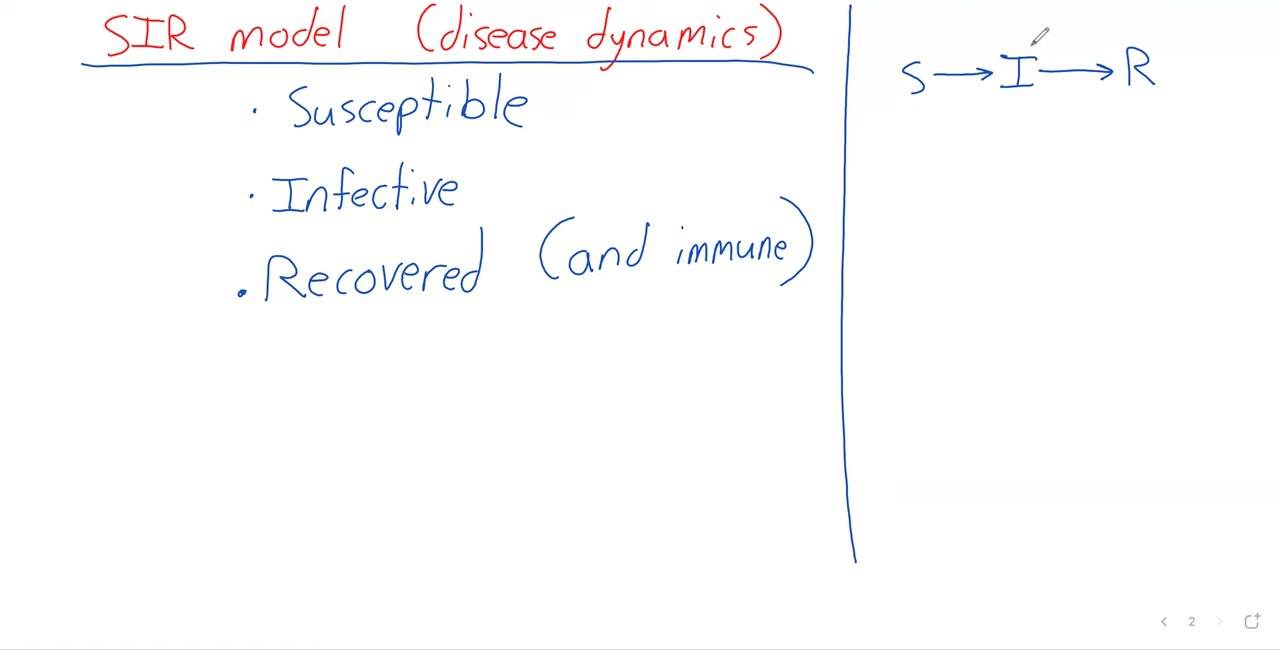 SIR model (disease dynamics)
· Susceptible
· Infective
· Recovered (and immune)
S → I → R
< 2 >